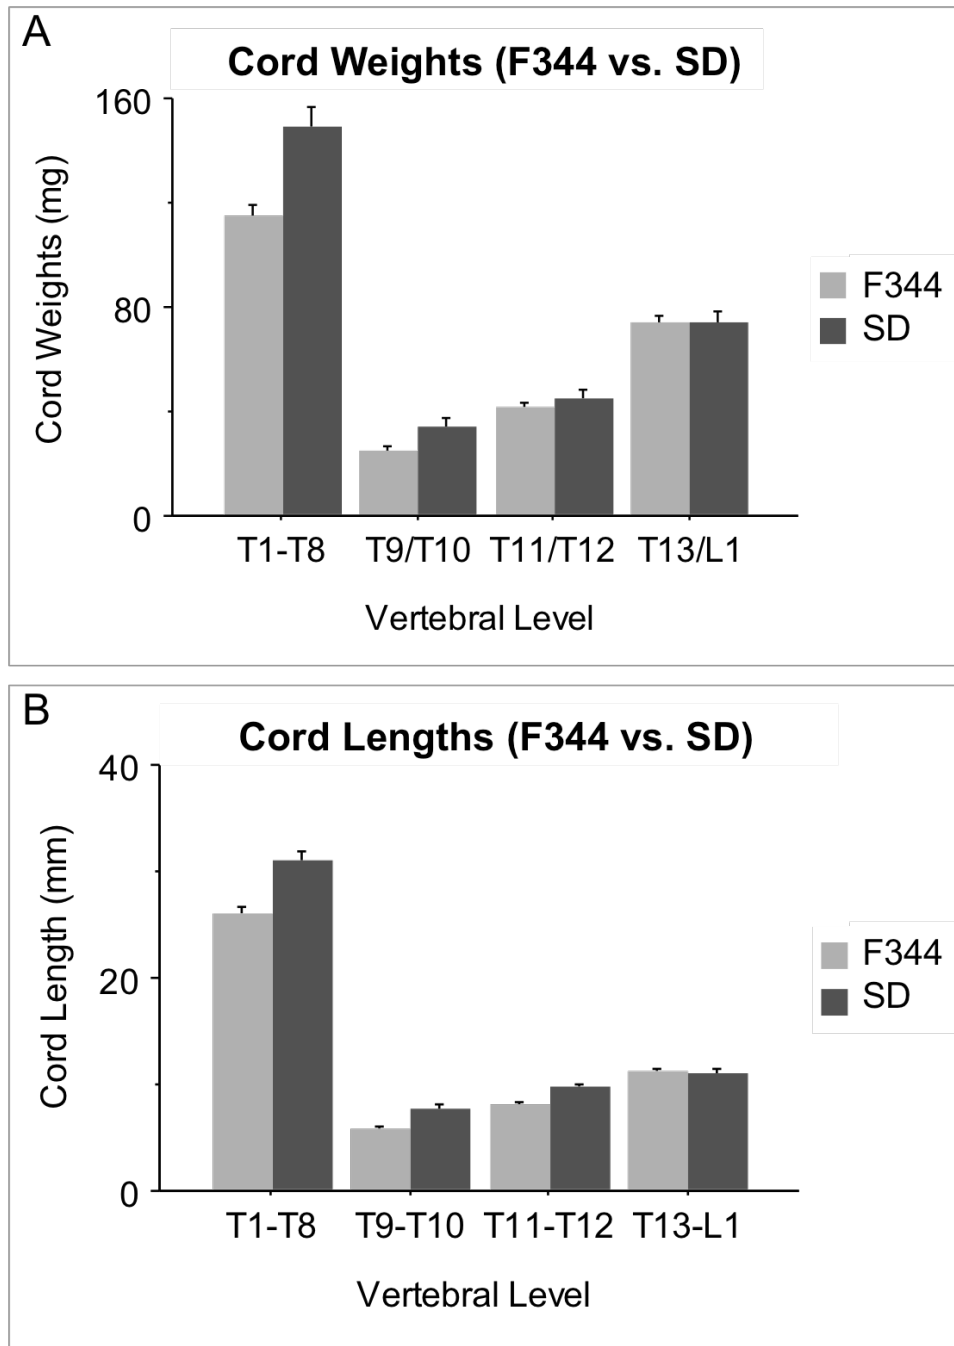 A
Cord Weights (F344 vs. SD)
160
80
0
Cord Weights (mg)
F344
SD
T1-T8 T9/T10 T11/T12 T13/L1
Vertebral Level
B
Cord Lengths (F344 vs. SD)
40
20
0
Cord Length (mm)
F344
SD
T1-T8 T9-T10 T11-T12 T13-L1
Vertebral Level